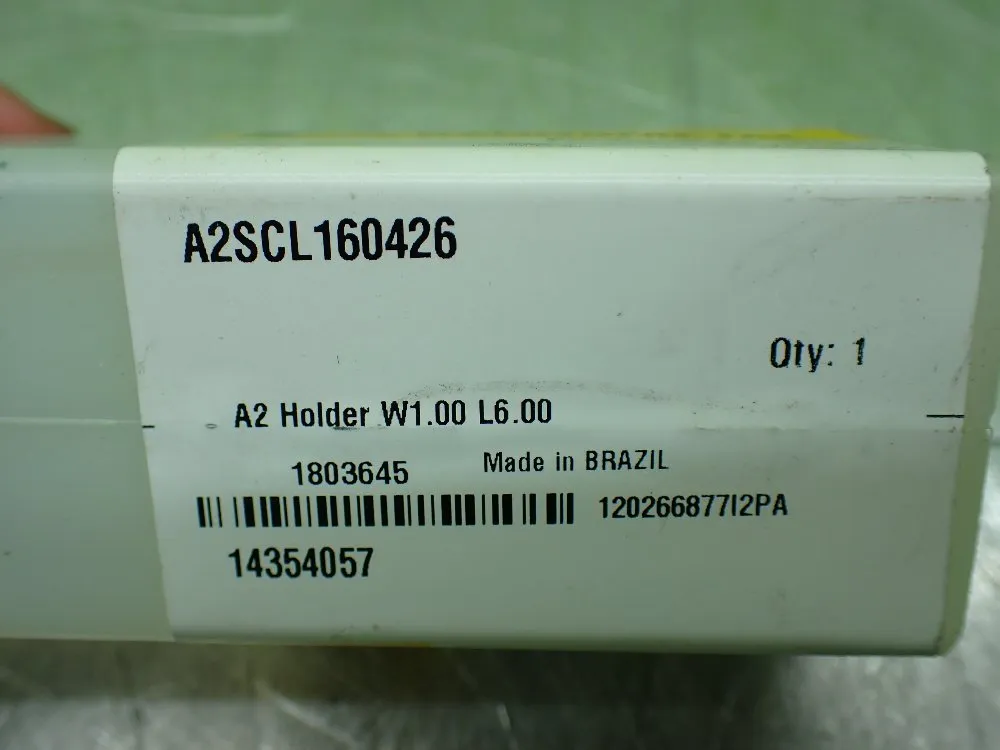 A2SCL160426
Qty: 1
A2 Holder W1.00 L6.00
1803645 Made in BRAZIL
120266877I2PA
14354057